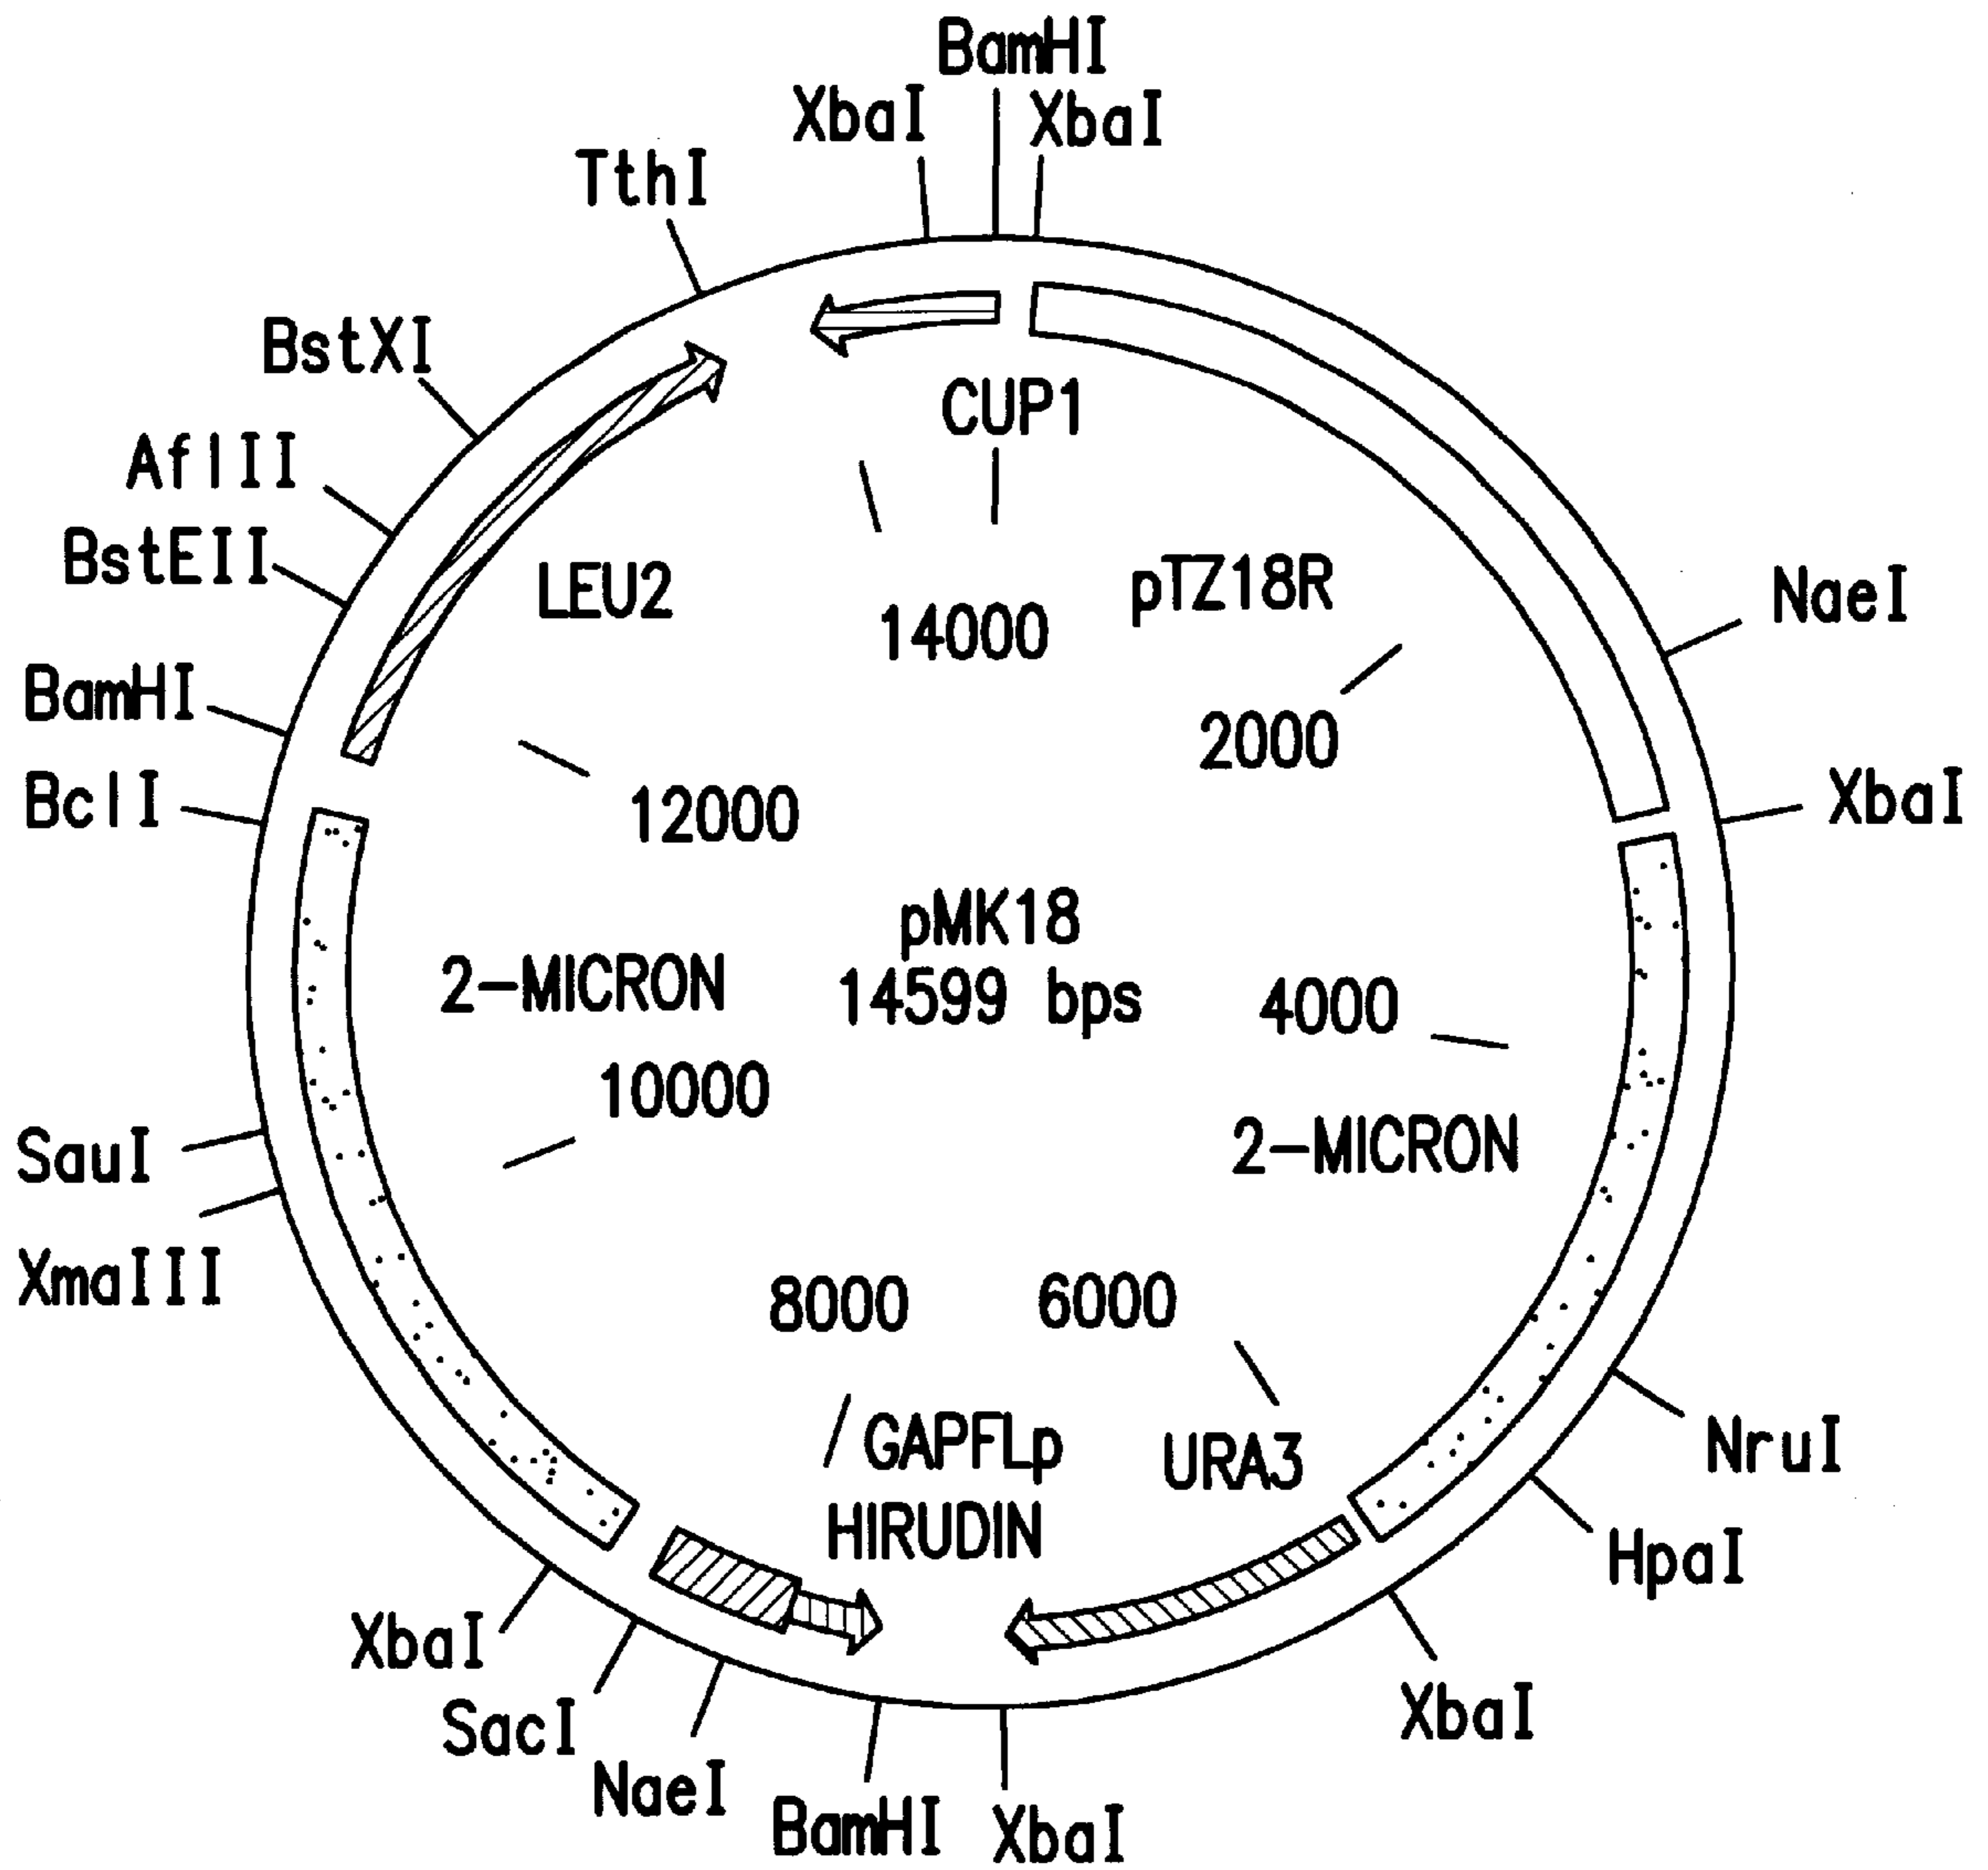 BamHI
XbaI
XbaI
TthI
BstXI
CUP1
AflII
BstEII
LEU2
pTZ18R
NaeI
14000
BamHI
2000
BclI
12000
XbaI
pMK18
2-MICRON
14599 bps
4000
10000
SauI
2-MICRON
XmaIII
8000
6000
GAPFLp
URA3
NruI
HIRUDIN
HpaI
XbaI
SacI
XbaI
NaeI
BamHI
XbaI